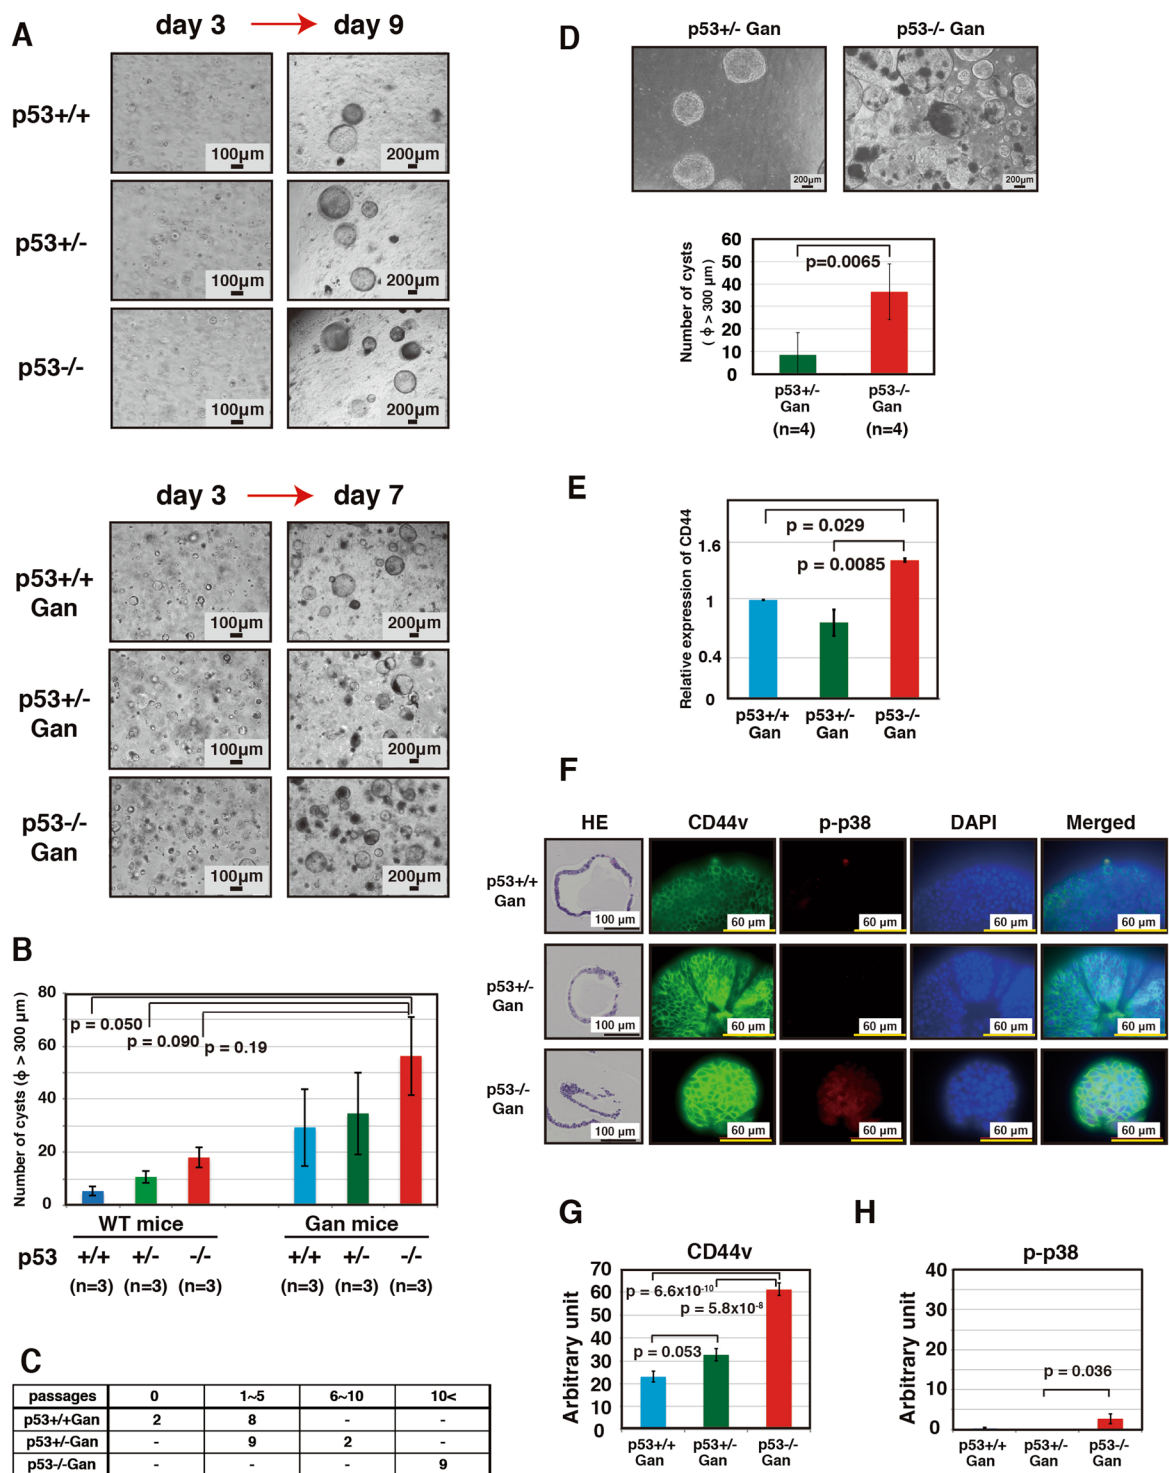 A
day 3 day 9
p53+/+
100μm
200μm
p53+/-
100μm
200μm
p53-/-
100μm
200μm
day 3 day 7
p53+/+
Gan
100μm
200μm
p53+/-
Gan
100μm
200μm
p53-/-
Gan
100μm
200μm
B
Number of cysts (ϕ > 300 μm)
80
60
40
20
0
p = 0.050
p = 0.090
p = 0.19
WT mice Gan mice
p53 +/+ +/- -/- +/+ +/- -/-
(n=3) (n=3) (n=3) (n=3) (n=3) (n=3)
C
passages 0 1~5 6~10 10<
p53+/+Gan 2 8 - -
p53+/-Gan - 9 2 -
p53-/-Gan - - - 9
D
p53+/- Gan p53-/- Gan
200μm
200μm
Number of cysts
( ϕ > 300 μm)
60
50
40
30
20
10
0
p=0.0065
p53+/- p53-/-
Gan Gan
(n=4) (n=4)
E
Relative expression of CD44
1.6
1
0.4
0
p = 0.029
p = 0.0085
p53+/+ p53+/- p53-/-
Gan Gan Gan
F
HE CD44v p-p38 DAPI Merged
p53+/+
Gan
100 μm 60 μm 60 μm 60 μm 60 μm
p53+/-
Gan
100 μm 60 μm 60 μm 60 μm 60 μm
p53-/-
Gan
100 μm 60 μm 60 μm 60 μm 60 μm
G
CD44v
Arbitrary unit
70
60
50
40
30
20
10
0
p = 6.6x10-10
p = 5.8x10-8
p = 0.053
p53+/+ p53+/- p53-/-
Gan Gan Gan
H
p-p38
Arbitrary unit
40
30
20
10
0
p = 0.036
p53+/+ p53+/- p53-/-
Gan Gan Gan